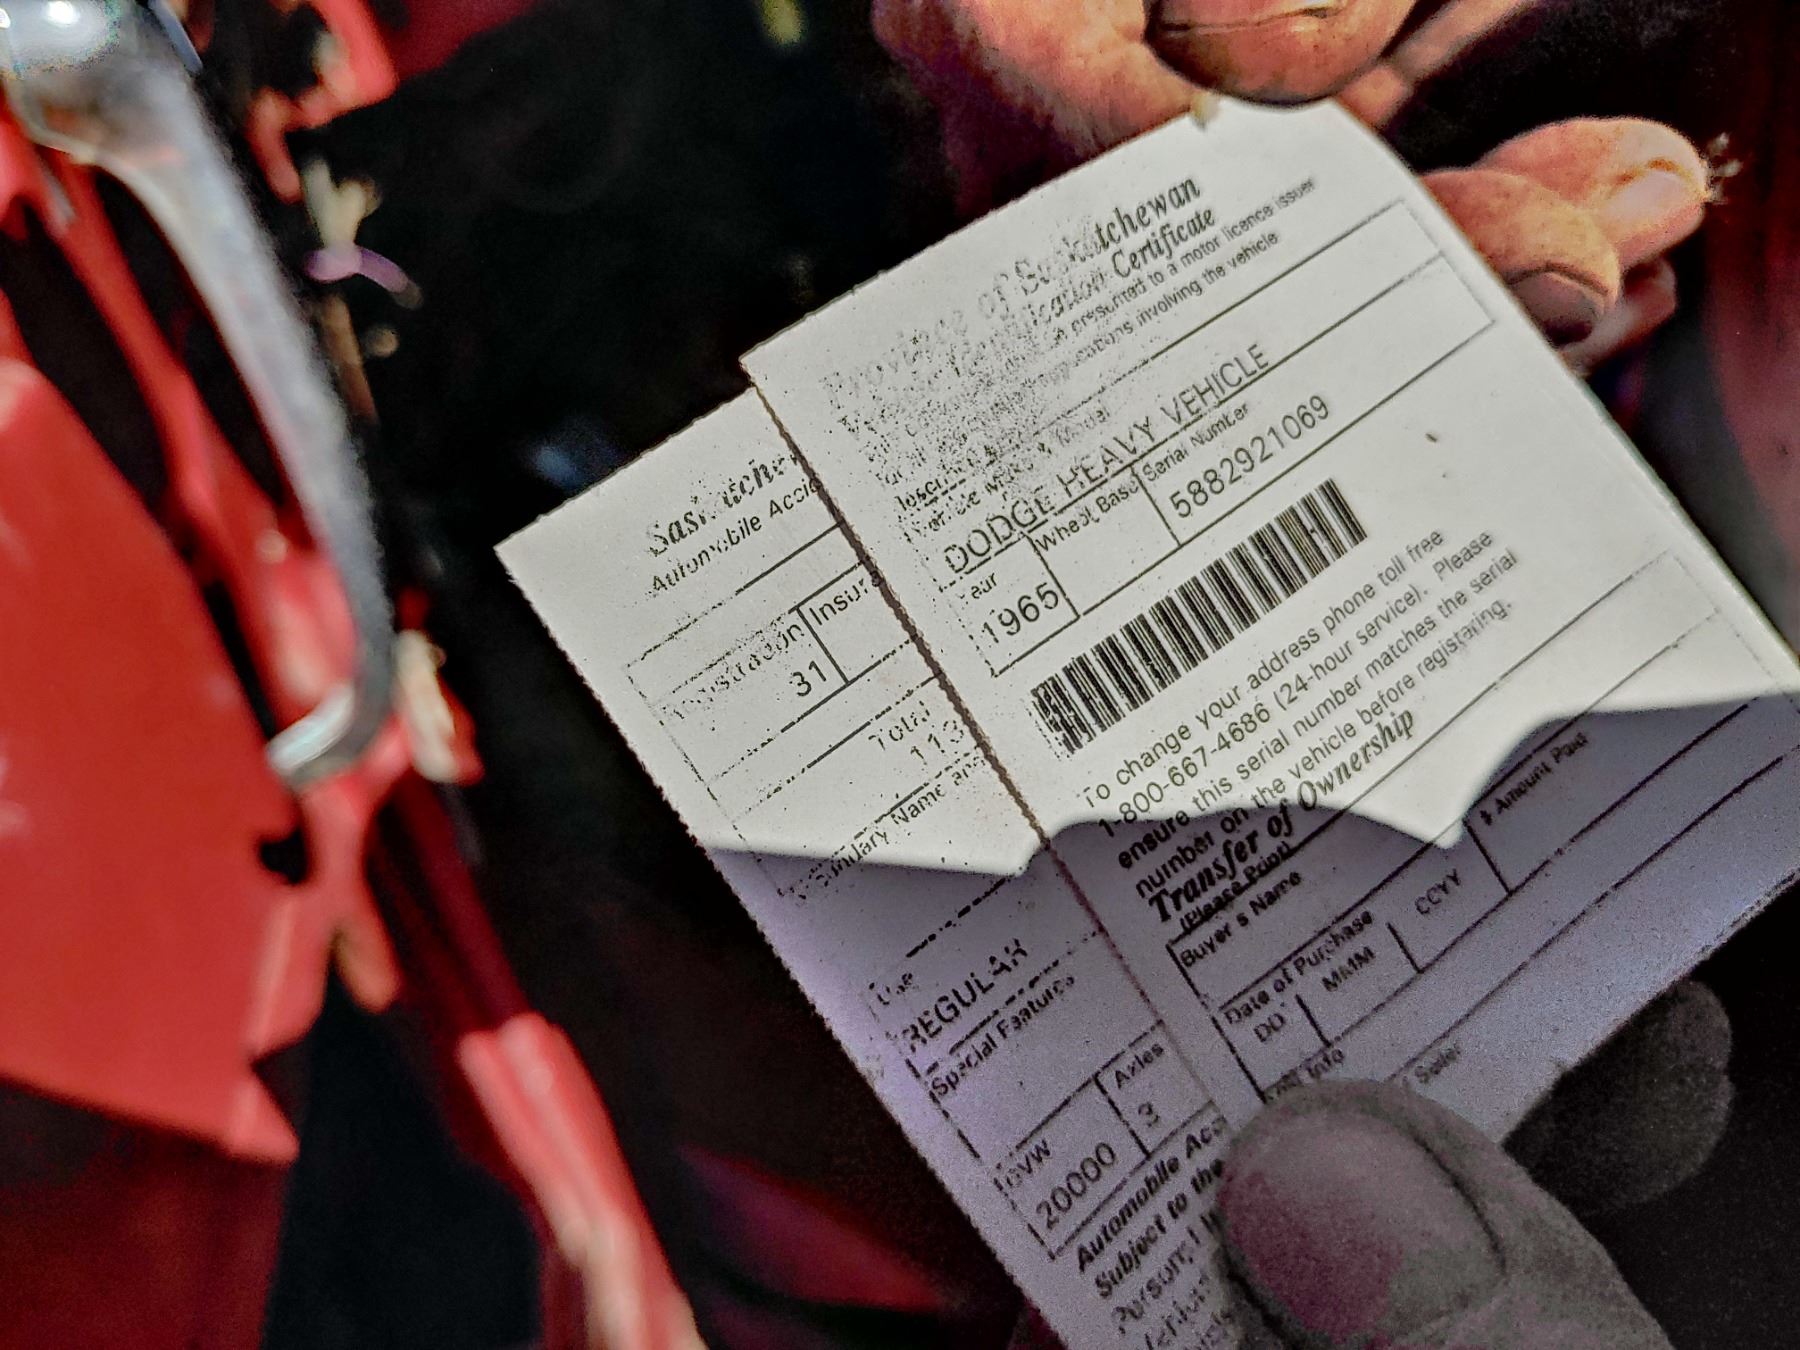 Province of Saskatchewan
Certificate
presented to a motor licence issuer
involving the vehicle
Model
DODGE HEAVY VEHICLE
Year
Wheel Base
Serial Number
1965
5882921069
To change your address phone toll free
1-800-667-4686 (24-hour service). Please
ensure this serial number matches the serial
number on the vehicle before registering.
Transfer of Ownership
(Please Print)
Buyer's Name
Date of Purchase
$ Amount Paid
DD
MMM
CCYY
Info
Seller
Automobile
31
Total
113
Name
Use
REGULAR
Special Features
GVW
Axles
20000
3
Automobile
Subject to the